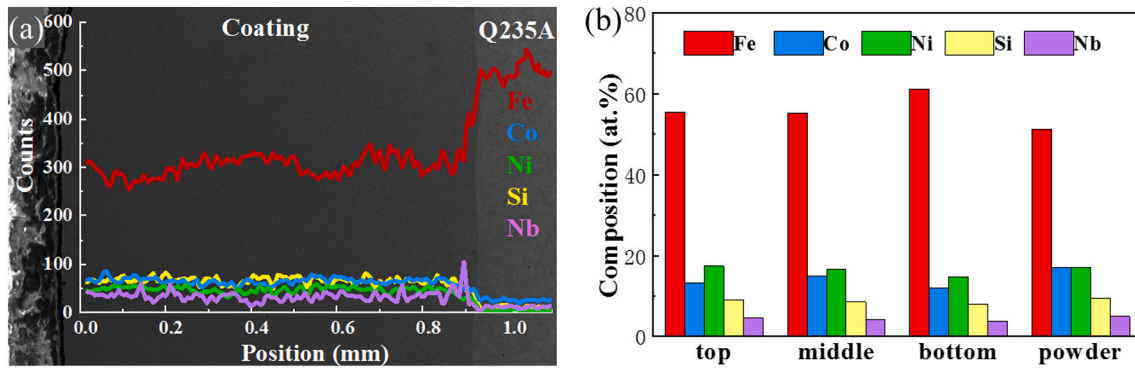 (a)
Coating
Q235A
Fe
Co
Ni
Si
Nb
Counts
600
500
400
300
200
100
0
0.0 0.2 0.4 0.6 0.8 1.0
Position (mm)
(b)
Fe Co Ni Si Nb
Composition (at.%)
80
60
40
20
0
top middle bottom powder